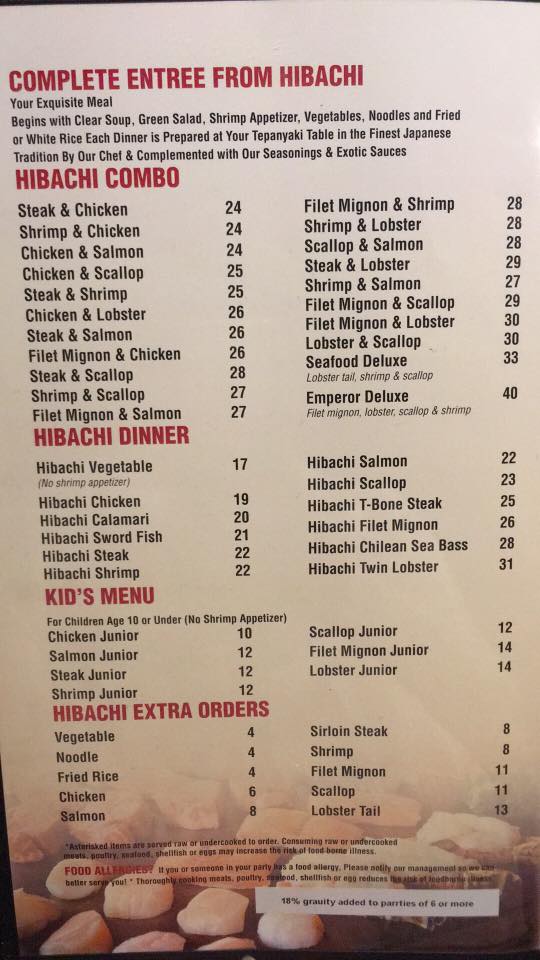 COMPLETE ENTREE FROM HIBACHI
Your Exquisite Meal
Begins with Clear Soup, Green Salad, Shrimp Appetizer, Vegetables, Noodles and Fried
or White Rice Each Dinner is Prepared at Your Tepanyaki Table in the Finest Japanese
Tradition By Our Chef & Complemented with Our Seasonings & Exotic Sauces
HIBACHI COMBO
Steak & Chicken 24
Shrimp & Chicken 24
Chicken & Salmon 24
Chicken & Scallop 25
Steak & Shrimp 25
Chicken & Lobster 26
Steak & Salmon 26
Filet Mignon & Chicken 26
Steak & Scallop 28
Shrimp & Scallop 27
Filet Mignon & Salmon 27
Filet Mignon & Shrimp 28
Shrimp & Lobster 28
Scallop & Salmon 28
Steak & Lobster 29
Shrimp & Salmon 27
Filet Mignon & Scallop 29
Filet Mignon & Lobster 30
Lobster & Scallop 30
Seafood Deluxe 33
Lobster tail, shrimp & scallop
Emperor Deluxe 40
Filet mignon, lobster, scallop & shrimp
HIBACHI DINNER
Hibachi Vegetable 17
(No shrimp appetizer)
Hibachi Chicken 19
Hibachi Calamari 20
Hibachi Sword Fish 21
Hibachi Steak 22
Hibachi Shrimp 22
Hibachi Salmon 22
Hibachi Scallop 23
Hibachi T-Bone Steak 25
Hibachi Filet Mignon 26
Hibachi Chilean Sea Bass 28
Hibachi Twin Lobster 31
KID'S MENU
For Children Age 10 or Under (No Shrimp Appetizer)
Chicken Junior 10
Salmon Junior 12
Steak Junior 12
Shrimp Junior 12
Scallop Junior 12
Filet Mignon Junior 14
Lobster Junior 14
HIBACHI EXTRA ORDERS
Vegetable 4
Noodle 4
Fried Rice 4
Chicken 6
Salmon 8
Sirloin Steak 8
Shrimp 8
Filet Mignon 11
Scallop 11
Lobster Tail 13
*Asterisked items are served raw or undercooked to order. Consuming raw or undercooked
meats, poultry, seafood, shellfish or eggs may increase the risk of food-borne illness.
FOOD ALLERGIES? If you or someone in your party has a food allergy, Please notify our management so we can
better serve you! * Thoroughly cooking meats, poultry, seafood, shellfish or egg reduces the risk of foodborne illness.
18% grauity added to parrties of 6 or more